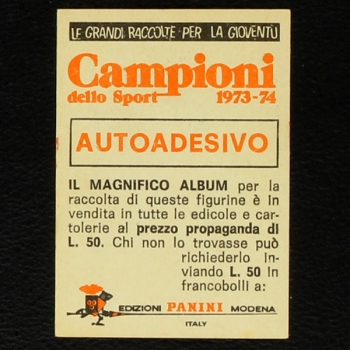 LE GRANDI RACCOLTE PER LA GIOVENTÙ
Campioni
dello Sport 1973-74
AUTOADESIVO
IL MAGNIFICO ALBUM per la
raccolta di queste figurine è in
vendita in tutte le edicole e car-
tolerie al prezzo propaganda di
L. 50. Chi non lo trovasse può
richiederlo in-
viando L. 50 in
francobolli a:
EDIZIONI PANINI MODENA
ITALY